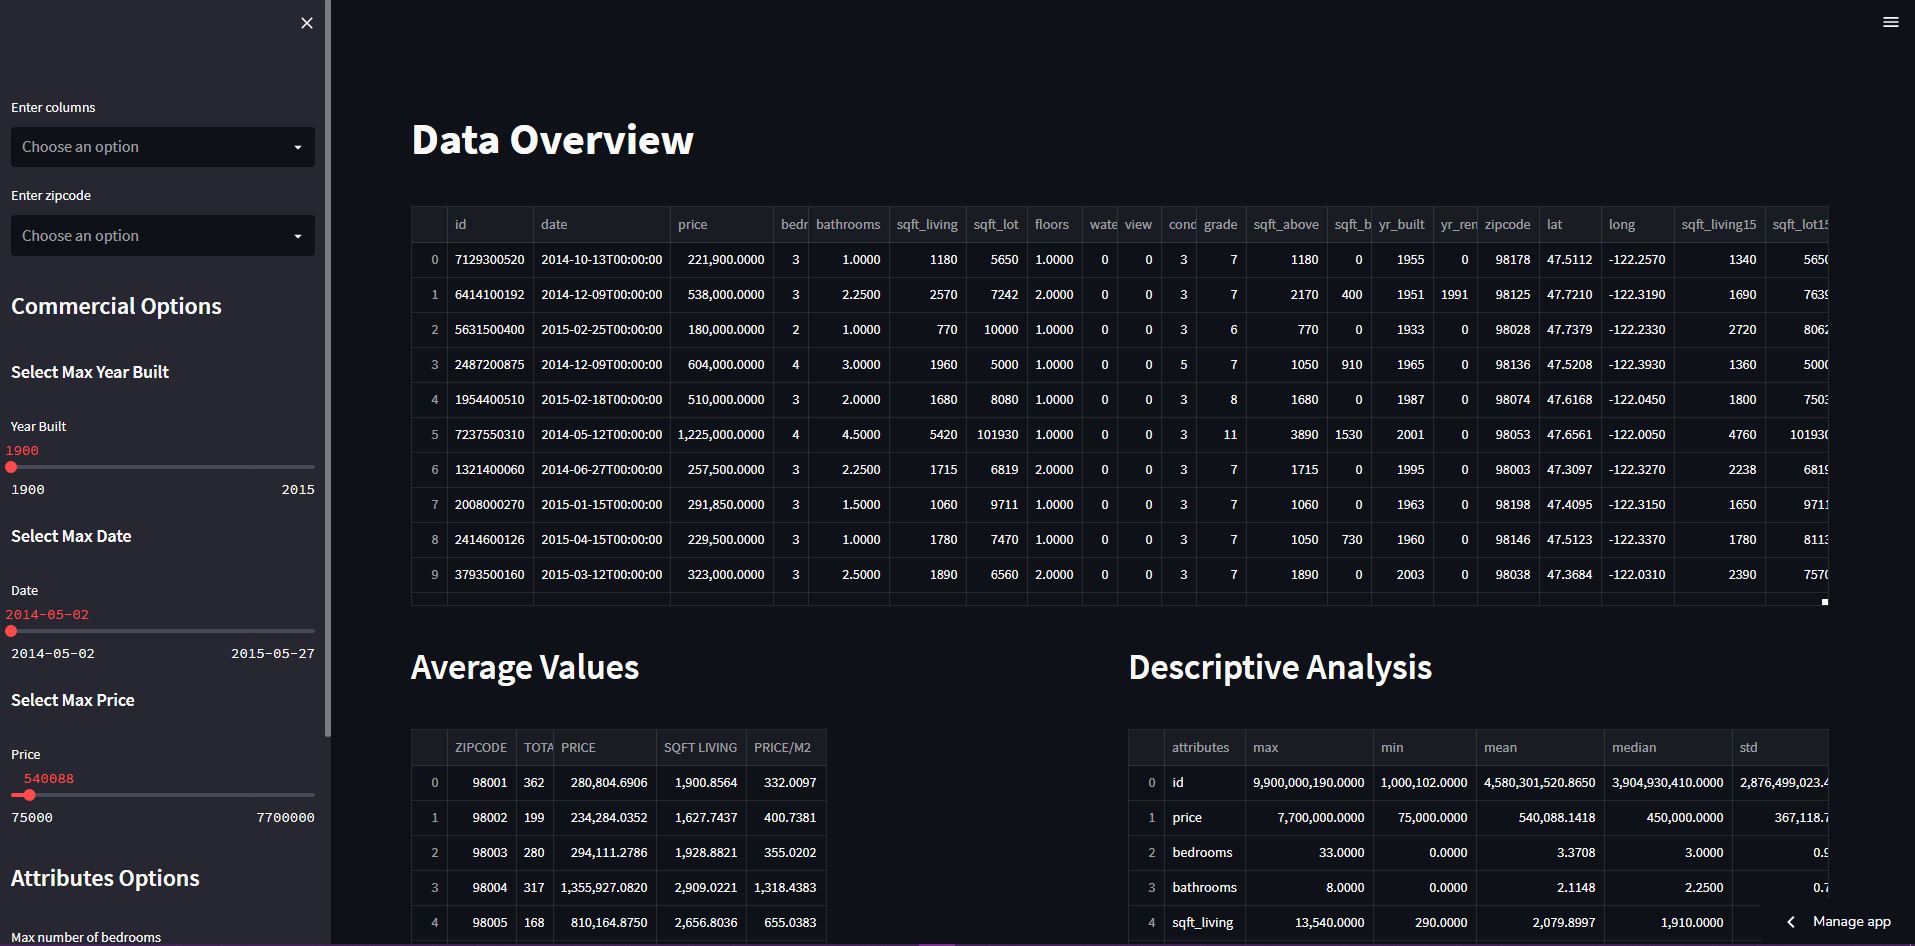 Enter columns
Choose an option
Enter zipcode
Choose an option
Commercial Options
Select Max Year Built
Year Built
1900
1900 2015
Select Max Date
Date
2014-05-02
2014-05-02 2015-05-27
Select Max Price
Price
540088
75000 7700000
Attributes Options
Max number of bedrooms
Data Overview
id date price bedr bathrooms sqft_living sqft_lot floors wate view cond grade sqft_above sqft_b yr_built yr_ren zipcode lat long sqft_living15 sqft_lot15
0 7129300520 2014-10-13T00:00:00 221,900.0000 3 1.0000 1180 5650 1.0000 0 0 3 7 1180 0 1955 0 98178 47.5112 -122.2570 1340 5650
1 6414100192 2014-12-09T00:00:00 538,000.0000 3 2.2500 2570 7242 2.0000 0 0 3 7 2170 400 1951 1991 98125 47.7210 -122.3190 1690 7639
2 5631500400 2015-02-25T00:00:00 180,000.0000 2 1.0000 770 10000 1.0000 0 0 3 6 770 0 1933 0 98028 47.7379 -122.2330 2720 8062
3 2487200875 2014-12-09T00:00:00 604,000.0000 4 3.0000 1960 5000 1.0000 0 0 5 7 1050 910 1965 0 98136 47.5208 -122.3930 1360 5000
4 1954400510 2015-02-18T00:00:00 510,000.0000 3 2.0000 1680 8080 1.0000 0 0 3 8 1680 0 1987 0 98074 47.6168 -122.0450 1800 7503
5 7237550310 2014-05-12T00:00:00 1,225,000.0000 4 4.5000 5420 101930 1.0000 0 0 3 11 3890 1530 2001 0 98053 47.6561 -122.0050 4760 101930
6 1321400060 2014-06-27T00:00:00 257,500.0000 3 2.2500 1715 6819 2.0000 0 0 3 7 1715 0 1995 0 98003 47.3097 -122.3270 2238 6819
7 2008000270 2015-01-15T00:00:00 291,850.0000 3 1.5000 1060 9711 1.0000 0 0 3 7 1060 0 1963 0 98198 47.4095 -122.3150 1650 9711
8 2414600126 2015-04-15T00:00:00 229,500.0000 3 1.0000 1780 7470 1.0000 0 0 3 7 1050 730 1960 0 98146 47.5123 -122.3370 1780 8113
9 3793500160 2015-03-12T00:00:00 323,000.0000 3 2.5000 1890 6560 2.0000 0 0 3 7 1890 0 2003 0 98038 47.3684 -122.0310 2390 7570
Average Values
ZIPCODE TOTA PRICE SQFT LIVING PRICE/M2
0 98001 362 280,804.6906 1,900.8564 332.0097
1 98002 199 234,284.0352 1,627.7437 400.7381
2 98003 280 294,111.2786 1,928.8821 355.0202
3 98004 317 1,355,927.0820 2,909.0221 1,318.4383
4 98005 168 810,164.8750 2,656.8036 655.0383
Descriptive Analysis
attributes max min mean median std
0 id 9,900,000,190.0000 1,000,102.0000 4,580,301,520.8650 3,904,930,410.0000 2,876,499,023.4
1 price 7,700,000.0000 75,000.0000 540,088.1418 450,000.0000 367,118.7
2 bedrooms 33.0000 0.0000 3.3708 3.0000 0.9
3 bathrooms 8.0000 0.0000 2.1148 2.2500 0.7
4 sqft_living 13,540.0000 290.0000 2,079.8997 1,910.0000
Manage app